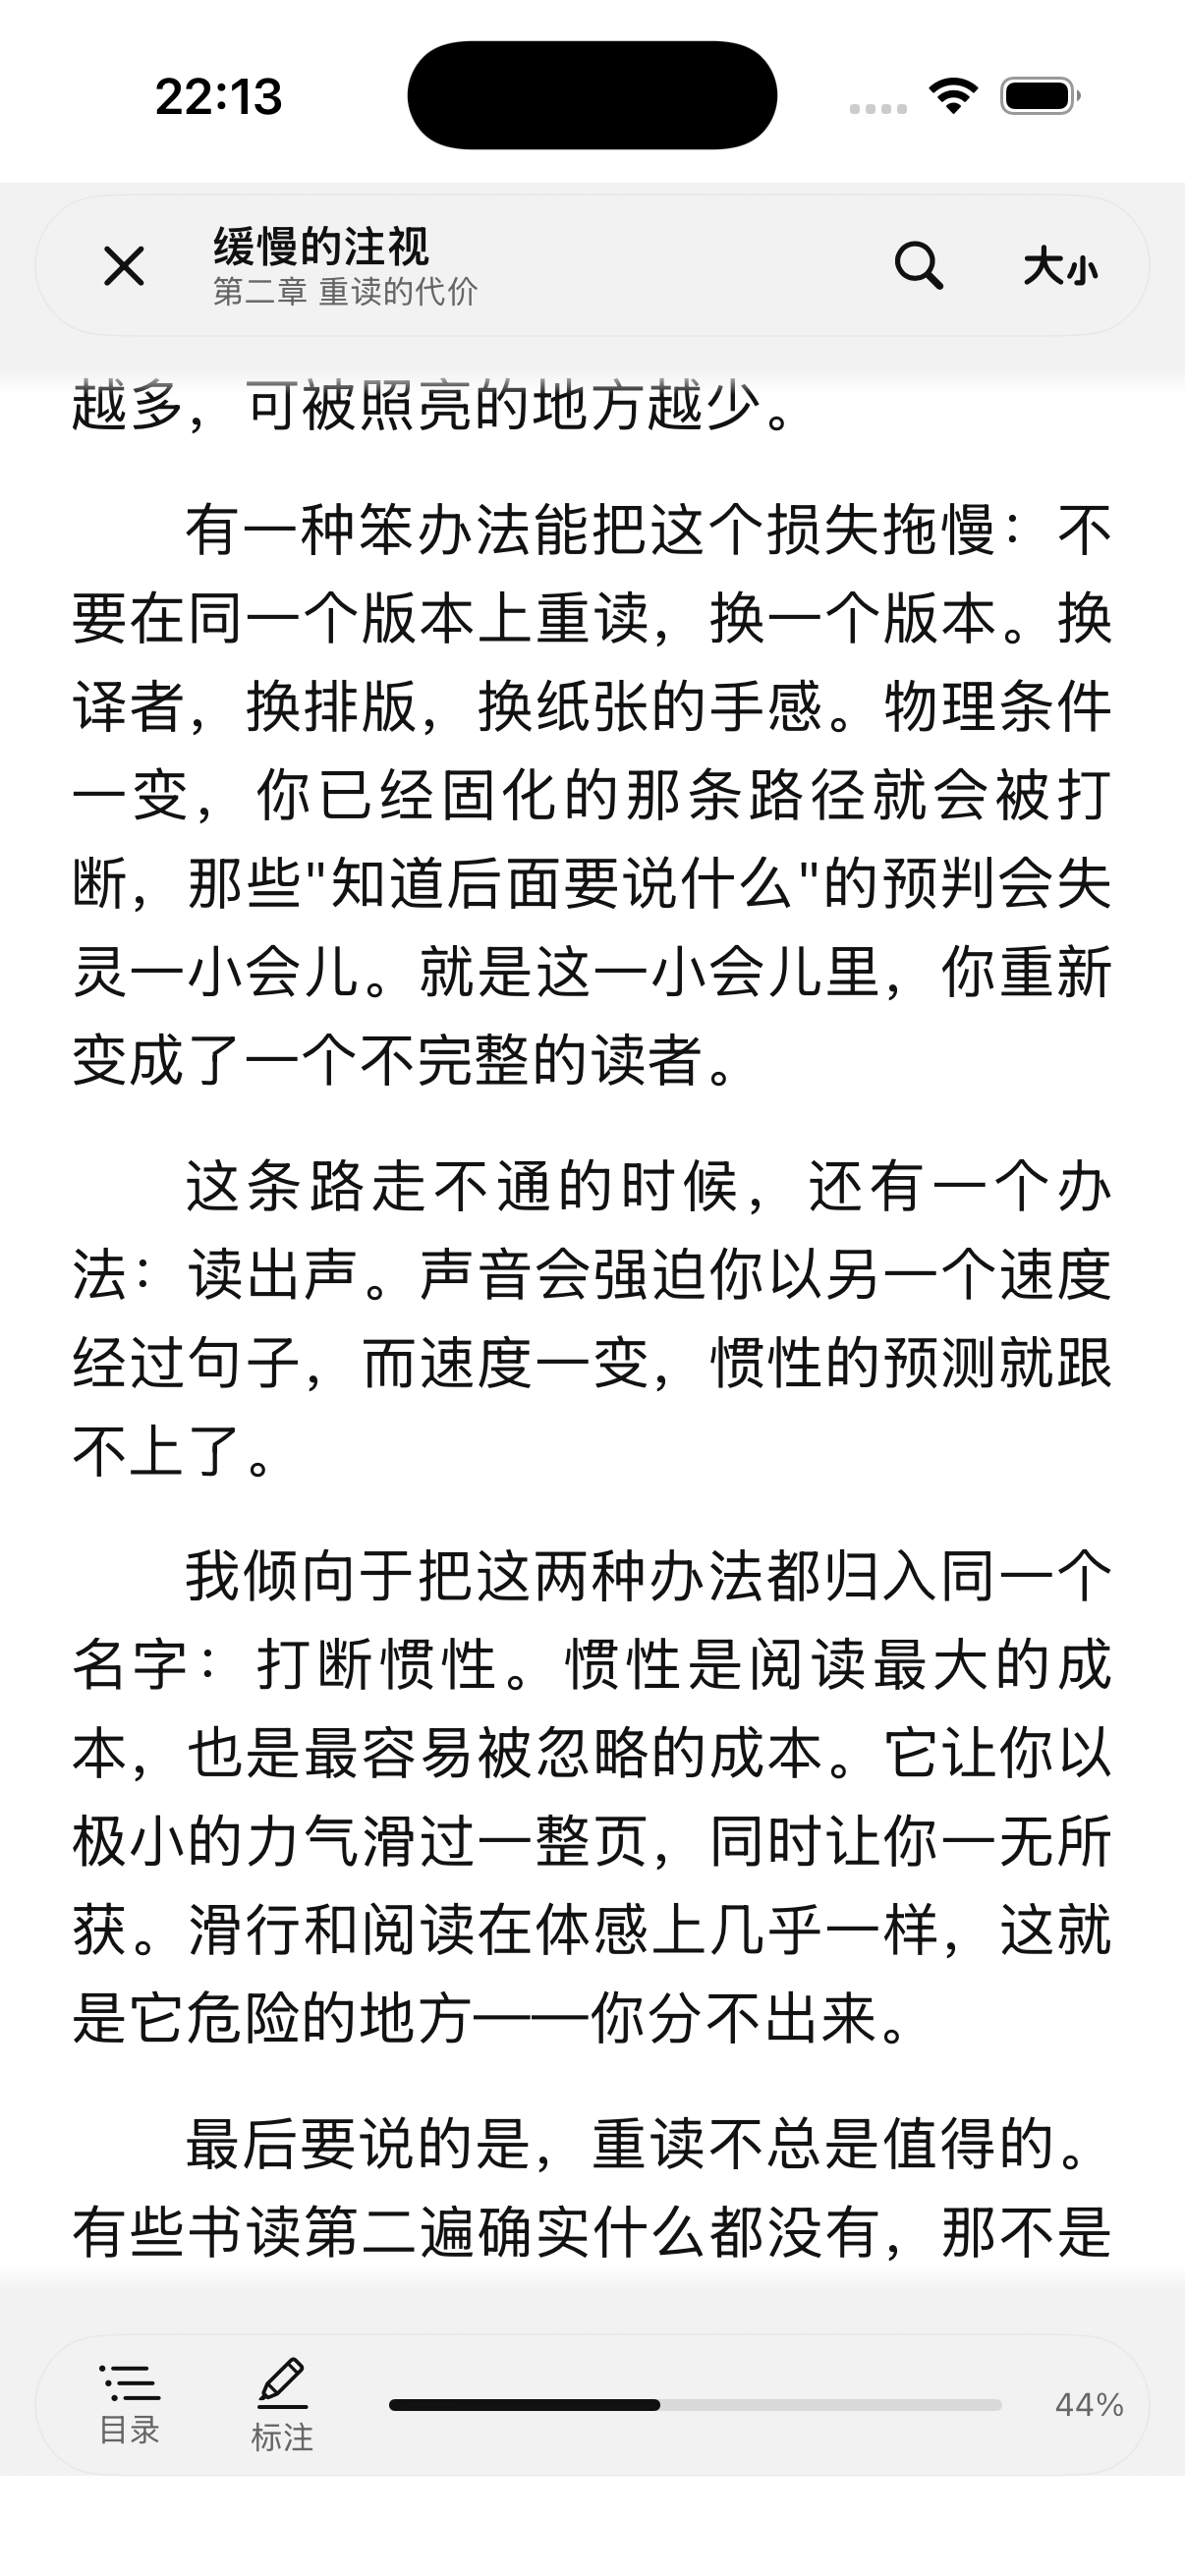 22:13
缓慢的注视
第二章 重读的代价
大小
越多，可被照亮的地方越少。
有一种笨办法能把这个损失拖慢：不
要在同一个版本上重读，换一个版本。换
译者，换排版，换纸张的手感。物理条件
一变，你已经固化的那条路径就会被打
断，那些"知道后面要说什么"的预判会失
灵一小会儿。就是这一小会儿里，你重新
变成了一个不完整的读者。
这条路走不通的时候，还有一个办
法：读出声。声音会强迫你以另一个速度
经过句子，而速度一变，惯性的预测就跟
不上了。
我倾向于把这两种办法都归入同一个
名字：打断惯性。惯性是阅读最大的成
本，也是最容易被忽略的成本。它让你以
极小的力气滑过一整页，同时让你一无所
获。滑行和阅读在体感上几乎一样，这就
是它危险的地方——你分不出来。
最后要说的是，重读不总是值得的。
有些书读第二遍确实什么都没有，那不是
目录
标注
44%